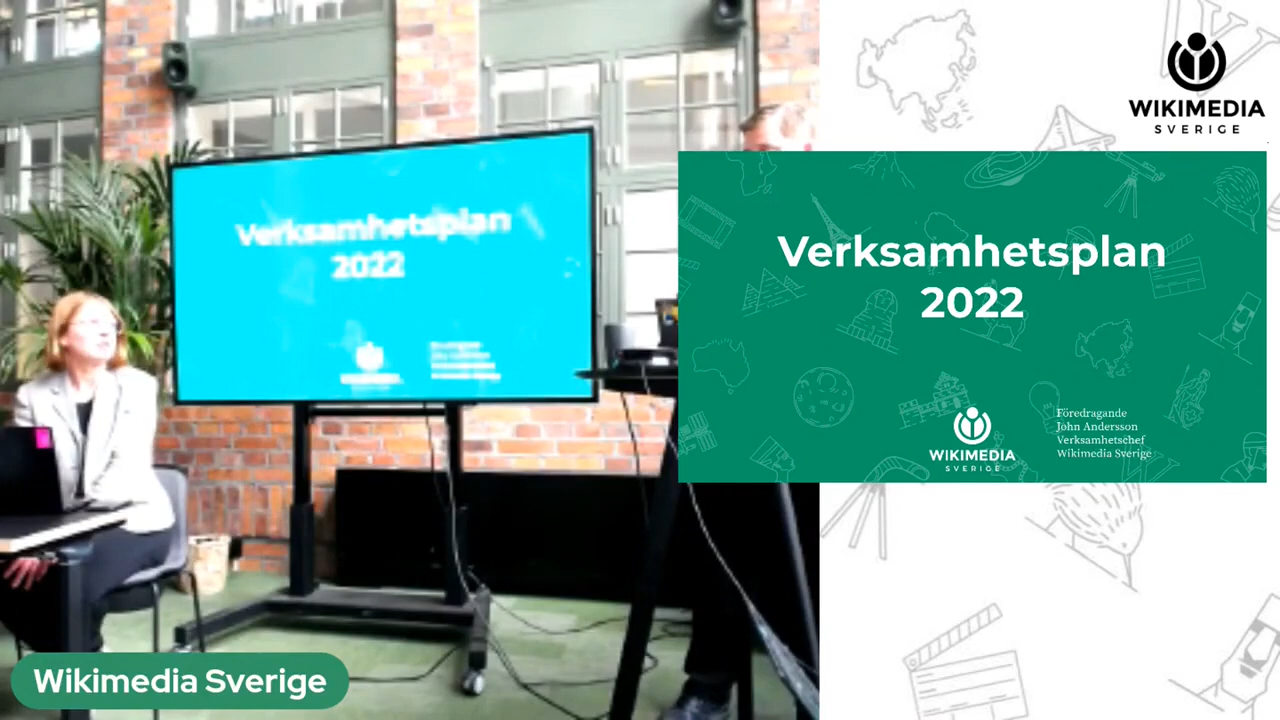 WIKIMEDIA
SVERIGE
Verksamhetsplan
2022
Verksamhetsplan
2022
Föredragande
John Andersson
Verksamhetschef
Wikimedia Sverige
WIKIMEDIA
SVERIGE
Wikimedia Sverige